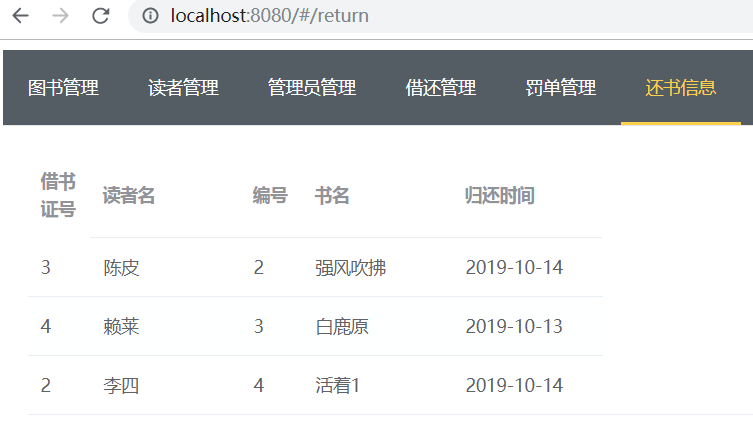 localhost:8080/#/return
图书管理 读者管理 管理员管理 借还管理 罚单管理 还书信息
借书证号 读者名 编号 书名 归还时间
3 陈皮 2 强风吹拂 2019-10-14
4 赖莱 3 白鹿原 2019-10-13
2 李四 4 活着1 2019-10-14